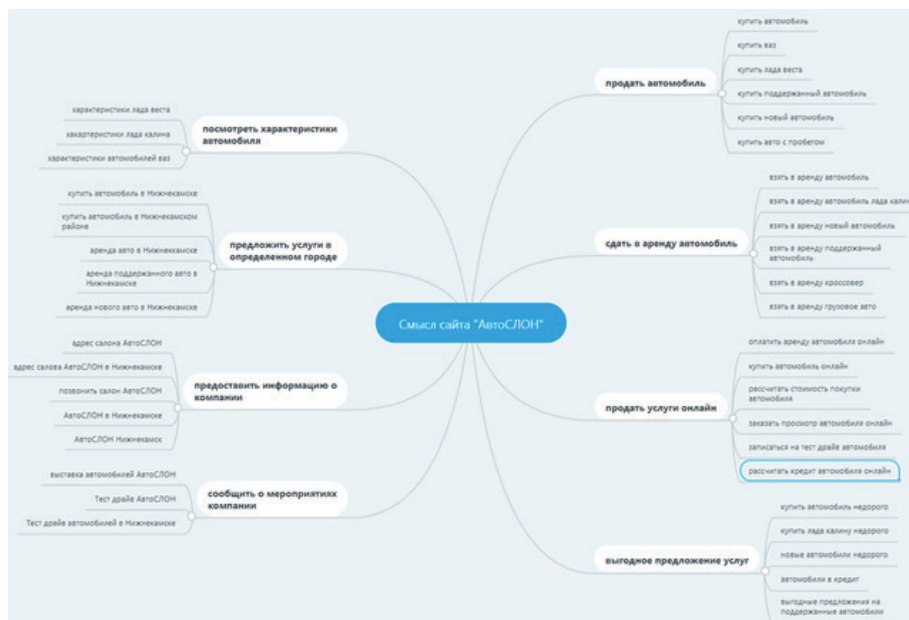 купить автомобиль
купить ваз
купить лада веста
купить поддержанный автомобиль
купить новый автомобиль
купить авто с пробегом
продать автомобиль
характеристики лада веста
хакартеристики лада калина
характеристики автомобилей ваз
посмотреть характеристики
автомобиля
взять в аренду автомобиль
взять в аренду автомобиль лада калин
взять в аренду новый автомобиль
взять в аренду поддержанный
автомобиль
взять в аренду кроссовер
взять в аренду грузовое авто
сдать в аренду автомобиль
купить автомобиль в Нижнекамске
купить автомобиль в Нижнекамском
районе
аренда авто в Нижнекамске
аренда поддержанного авто в
Нижнекамске
аренда нового авто в Нижнекамске
предложить услуги в
определенном городе
Смысл сайта "АвтоСЛОН"
адрес салона АвтоСЛОН
адрес салова АвтоСЛОН в Нижнекамске
позвонить салон АвтоСЛОН
АвтоСЛОН в Нижнекамске
АвтоСЛОН Нижнекамск
предоставить информацию о
компании
оплатить аренду автомобиля онлайн
купить автомобиль онлайн
рассчитать стоимость покупки
автомобиля
заказать просмотр автомобиля онлайн
записаться на тест драйв автомобиля
рассчитать кредит автомобиля онлайн
продать услуги онлайн
выставка автомобилей АвтоСЛОН
Тест драйв АвтоСЛОН
Тест драйв автомобилей в Нижнекамске
сообщить о мероприятиях
компании
купить автомобиль недорого
купить лада калину недорого
новые автомобили недорого
автомобили в кредит
выгодные предложения на
поддержанные автомобили
выгодное предложение услуг